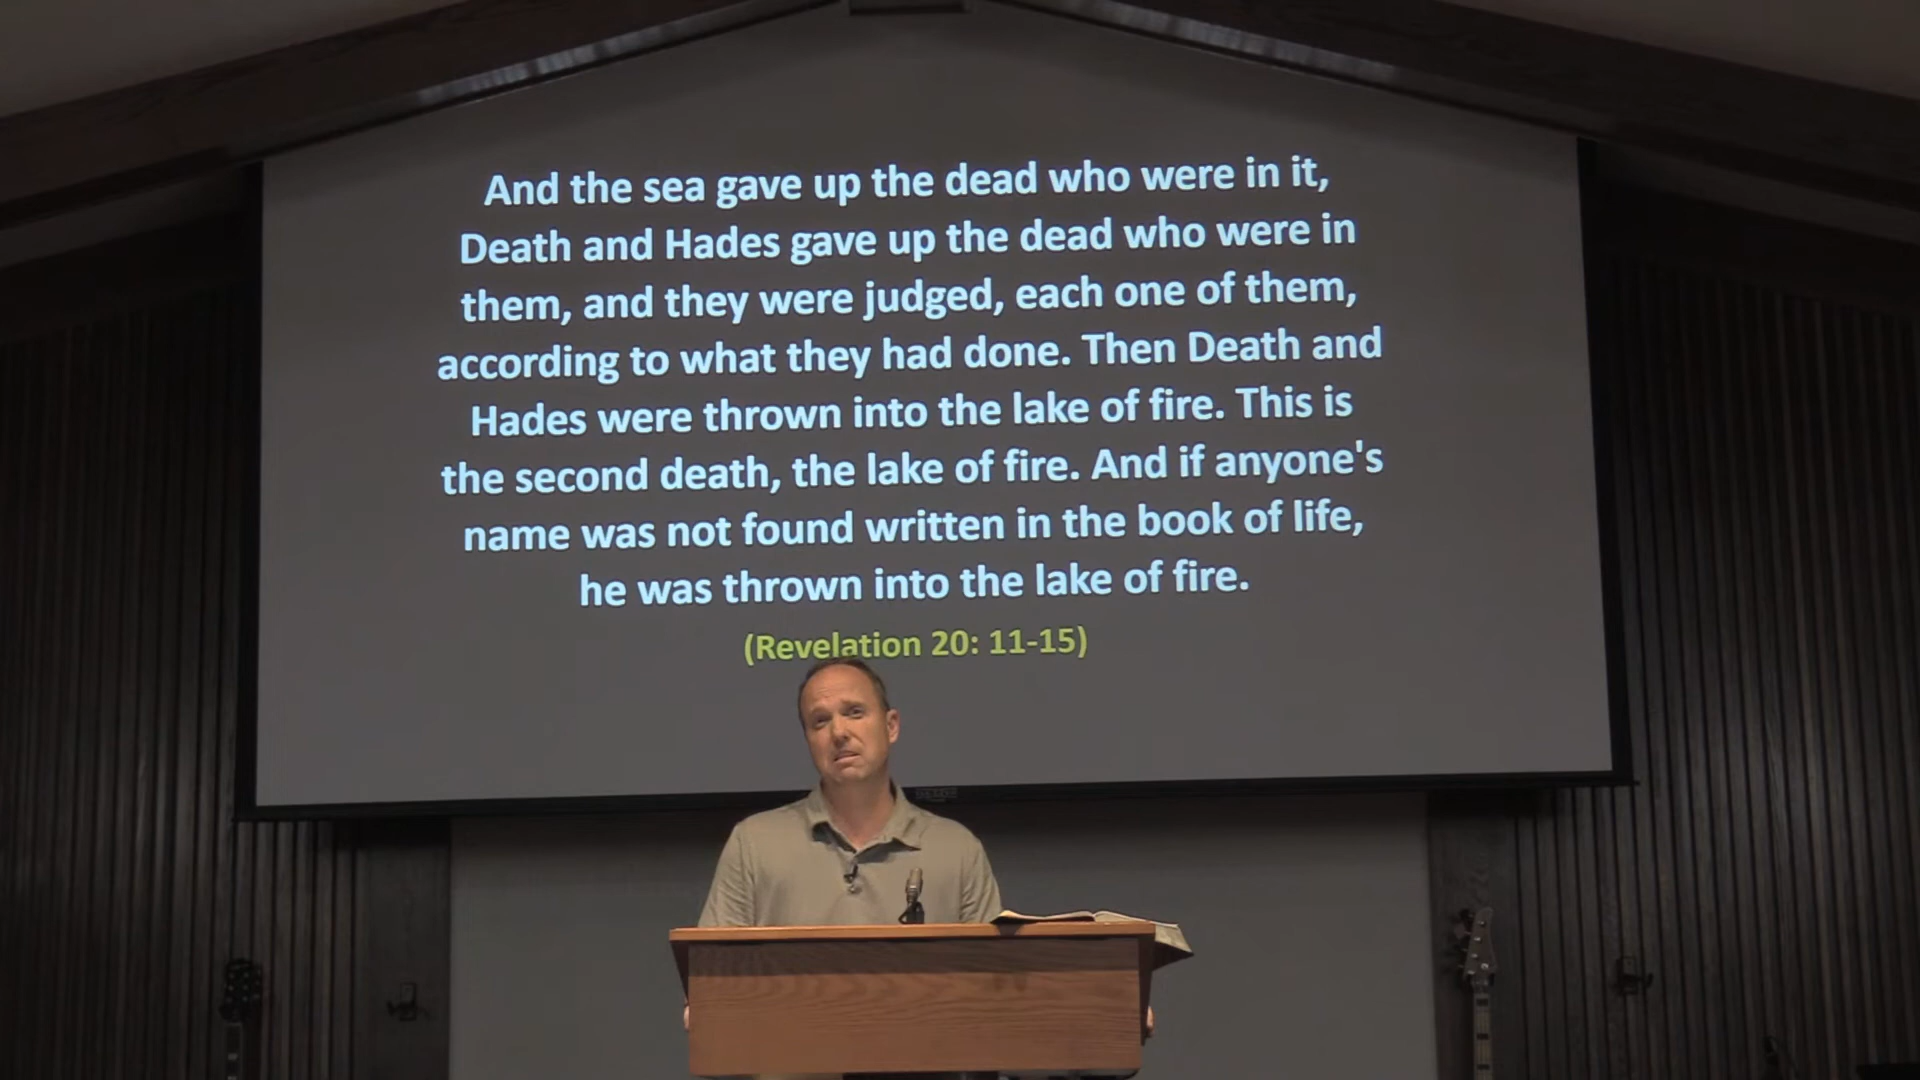 And the sea gave up the dead who were in it,
Death and Hades gave up the dead who were in
them, and they were judged, each one of them,
according to what they had done. Then Death and
Hades were thrown into the lake of fire. This is
the second death, the lake of fire. And if anyone's
name was not found written in the book of life,
he was thrown into the lake of fire.
(Revelation 20: 11-15)